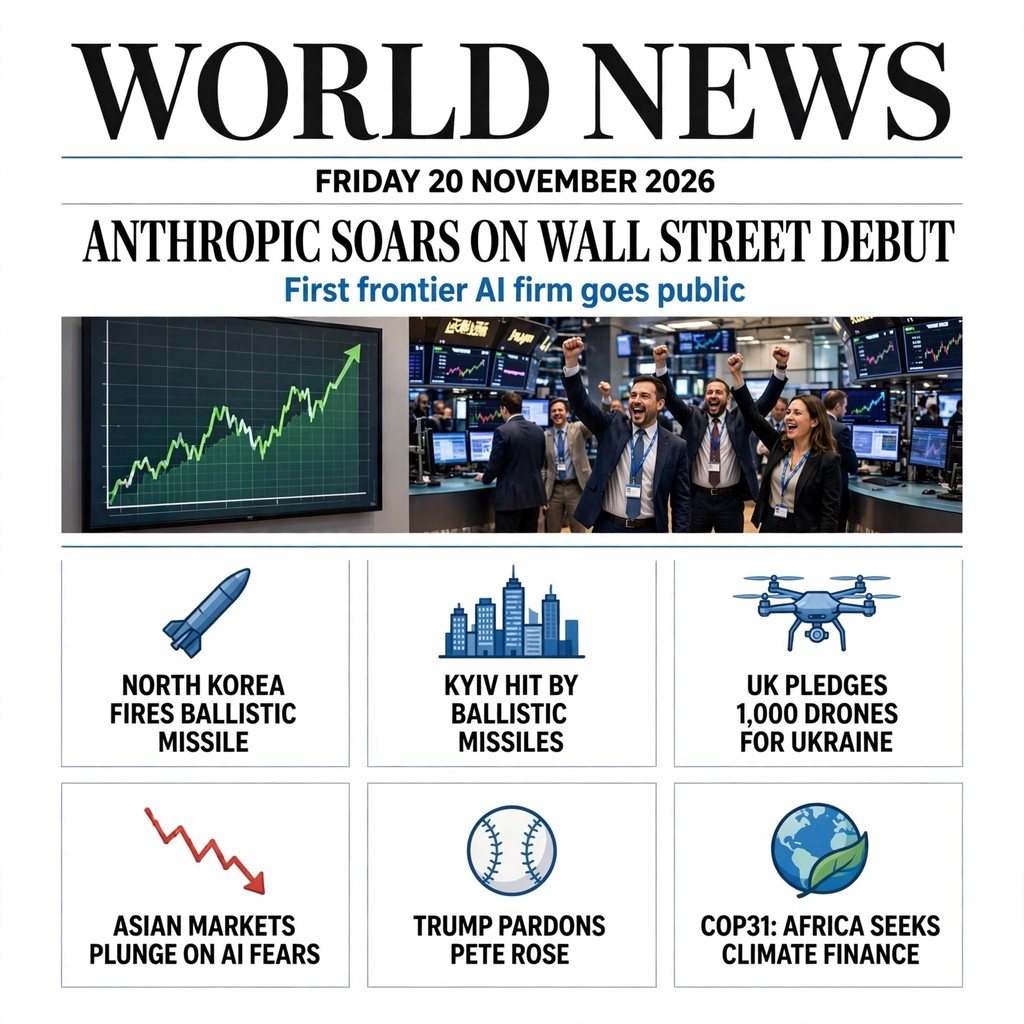 WORLD NEWS
FRIDAY 20 NOVEMBER 2026
ANTHROPIC SOARS ON WALL STREET DEBUT
First frontier AI firm goes public
NORTH KOREA
FIRES BALLISTIC
MISSILE
KYIV HIT BY
BALLISTIC
MISSILES
UK PLEDGES
1,000 DRONES
FOR UKRAINE
ASIAN MARKETS
PLUNGE ON AI FEARS
TRUMP PARDONS
PETE ROSE
COP31: AFRICA SEEKS
CLIMATE FINANCE